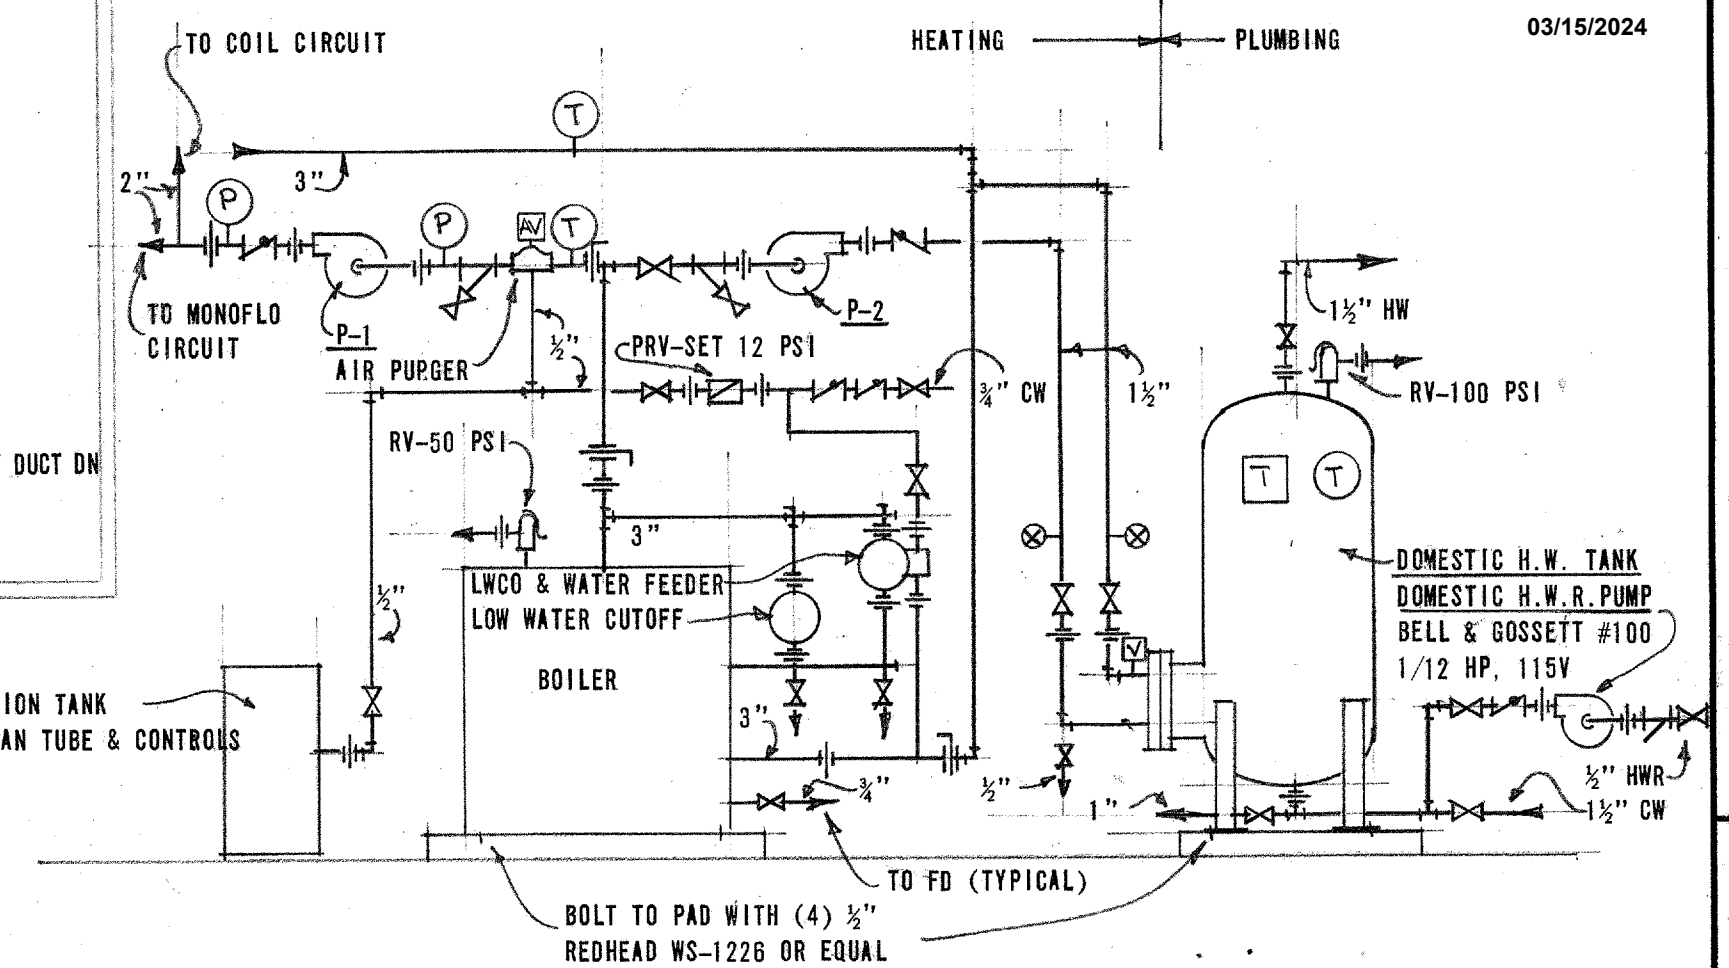 03/15/2024
HEATING
PLUMBING
TO COIL CIRCUIT
T
2"
3"
P
P
AV
T
TO MONOFLO
CIRCUIT
P-1
AIR PURGER
½"
P-2
PRV-SET 12 PSI
¾" CW
1½"
1½" HW
RV-100 PSI
RV-50 PSI
DUCT DN
T
T
3"
LWCO & WATER FEEDER
LOW WATER CUTOFF
BOILER
½"
DOMESTIC H.W. TANK
DOMESTIC H.W.R. PUMP
BELL & GOSSETT #100
1/12 HP, 115V
V
ION TANK
AN TUBE & CONTROLS
3"
¾"
½"
1"
½" HWR
1½" CW
TO FD (TYPICAL)
BOLT TO PAD WITH (4) ½"
REDHEAD WS-1226 OR EQUAL